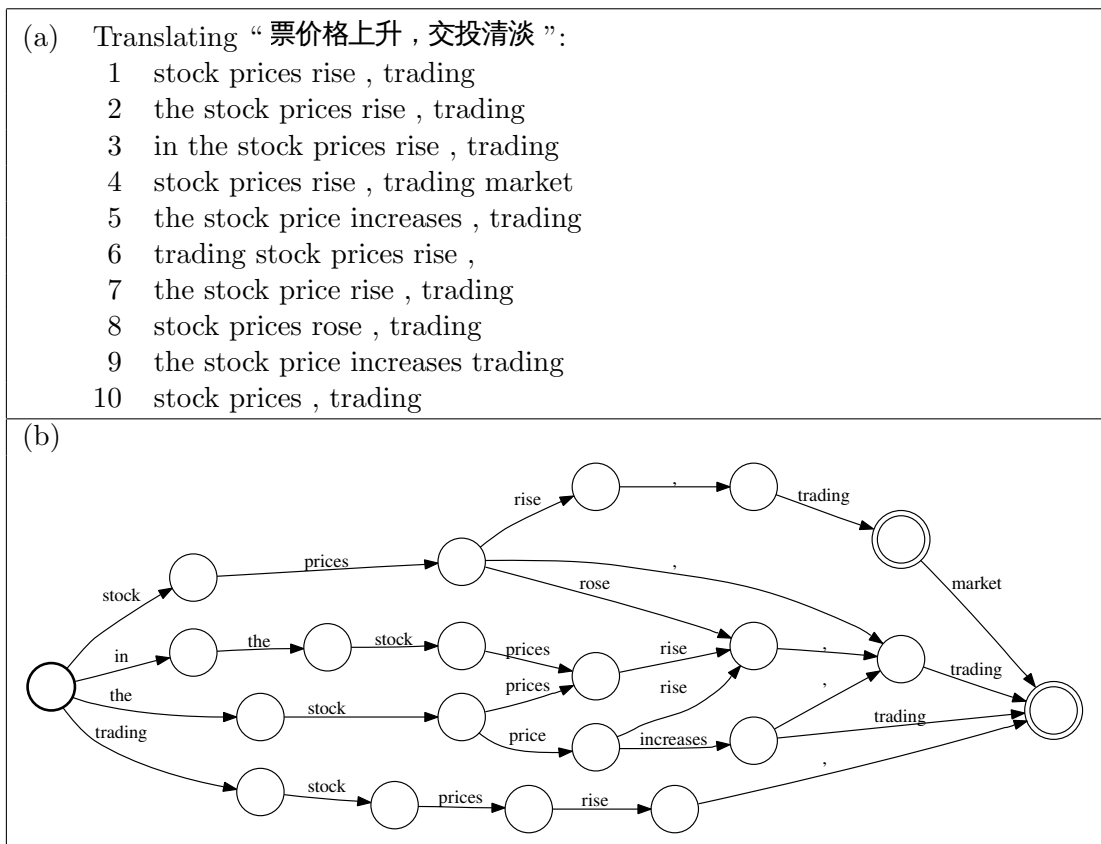 (a) Translating “ 票价格上升，交投清淡 ”:
1 stock prices rise , trading
2 the stock prices rise , trading
3 in the stock prices rise , trading
4 stock prices rise , trading market
5 the stock price increases , trading
6 trading stock prices rise ,
7 the stock price rise , trading
8 stock prices rose , trading
9 the stock price increases trading
10 stock prices , trading
(b)
rise , trading
stock prices , market
rose
in the stock prices rise ,
prices rise , trading
the stock price increases trading
trading
stock prices rise ,